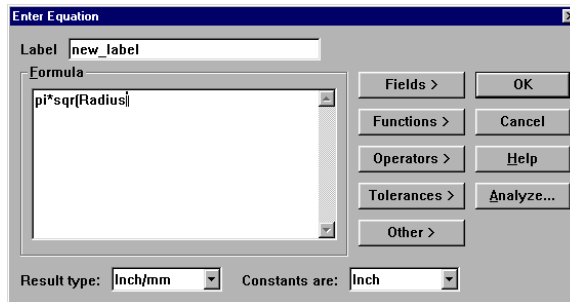 Enter Equation
Label new_label
Formula
pi*sqr(Radius
Fields >
OK
Functions >
Cancel
Operators >
Help
Tolerances >
Analyze...
Other >
Result type: Inch/mm
Constants are: Inch